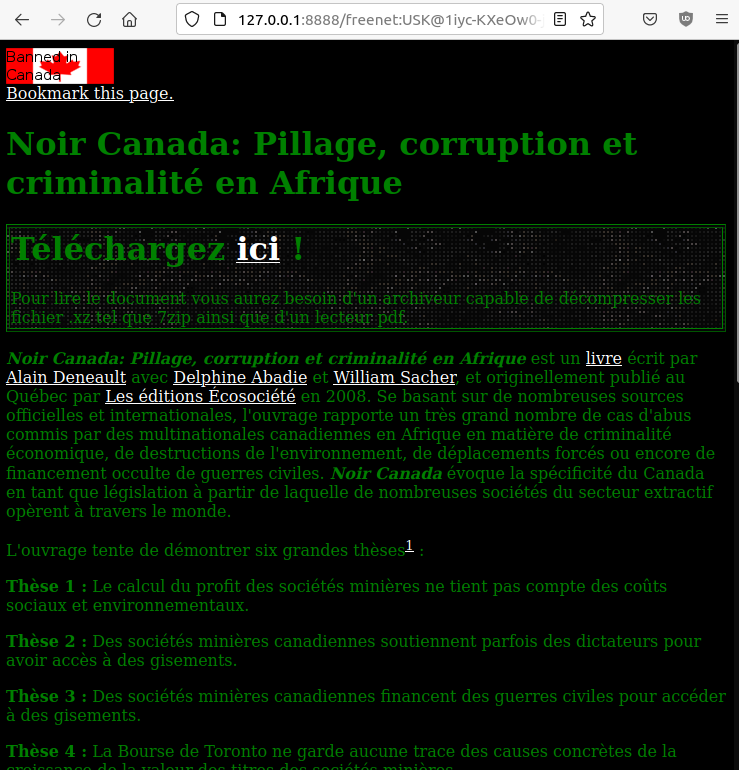 127.0.0.1:8888/freenet:USK@1iyc-KXeOw0-
Banned in
Canada
Bookmark this page.
Noir Canada: Pillage, corruption et
criminalité en Afrique
Téléchargez ici !
Pour lire le document vous aurez besoin d'un archiveur capable de décompresser les
fichier .xz tel que 7zip ainsi que d'un lecteur pdf.
Noir Canada: Pillage, corruption et criminalité en Afrique est un livre écrit par
Alain Deneault avec Delphine Abadie et William Sacher, et originellement publié au
Québec par Les éditions Écosociété en 2008. Se basant sur de nombreuses sources
officielles et internationales, l'ouvrage rapporte un très grand nombre de cas d'abus
commis par des multinationales canadiennes en Afrique en matière de criminalité
économique, de destructions de l'environnement, de déplacements forcés ou encore de
financement occulte de guerres civiles. Noir Canada évoque la spécificité du Canada
en tant que législation à partir de laquelle de nombreuses sociétés du secteur extractif
opèrent à travers le monde.
L'ouvrage tente de démontrer six grandes thèses1 :
Thèse 1 : Le calcul du profit des sociétés minières ne tient pas compte des coûts
sociaux et environnementaux.
Thèse 2 : Des sociétés minières canadiennes soutiennent parfois des dictateurs pour
avoir accès à des gisements.
Thèse 3 : Des sociétés minières canadiennes financent des guerres civiles pour accéder
à des gisements.
Thèse 4 : La Bourse de Toronto ne garde aucune trace des causes concrètes de la
croissance de la valeur des titres des sociétés minières.